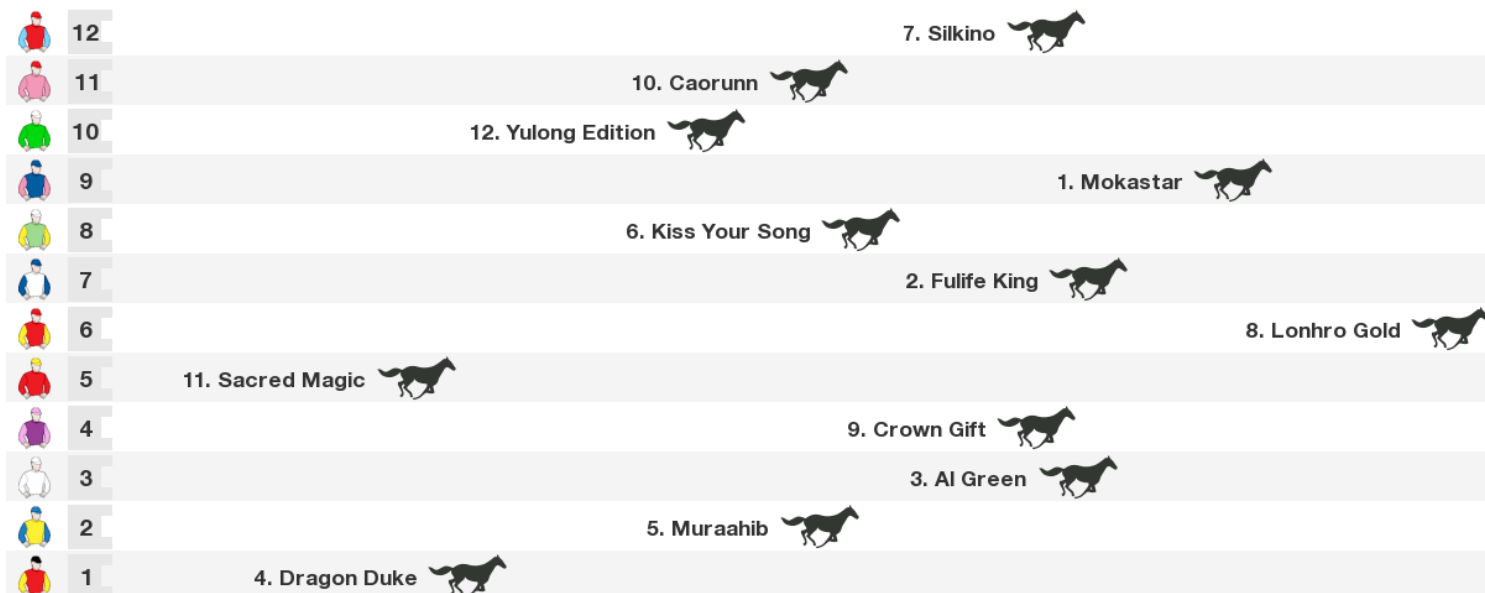 12 7. Silkino
11 10. Caorunn
10 12. Yulong Edition
9 1. Mokastar
8 6. Kiss Your Song
7 2. Fulife King
6 8. Lonhro Gold
5 11. Sacred Magic
4 9. Crown Gift
3 3. Al Green
2 5. Muraahib
1 4. Dragon Duke